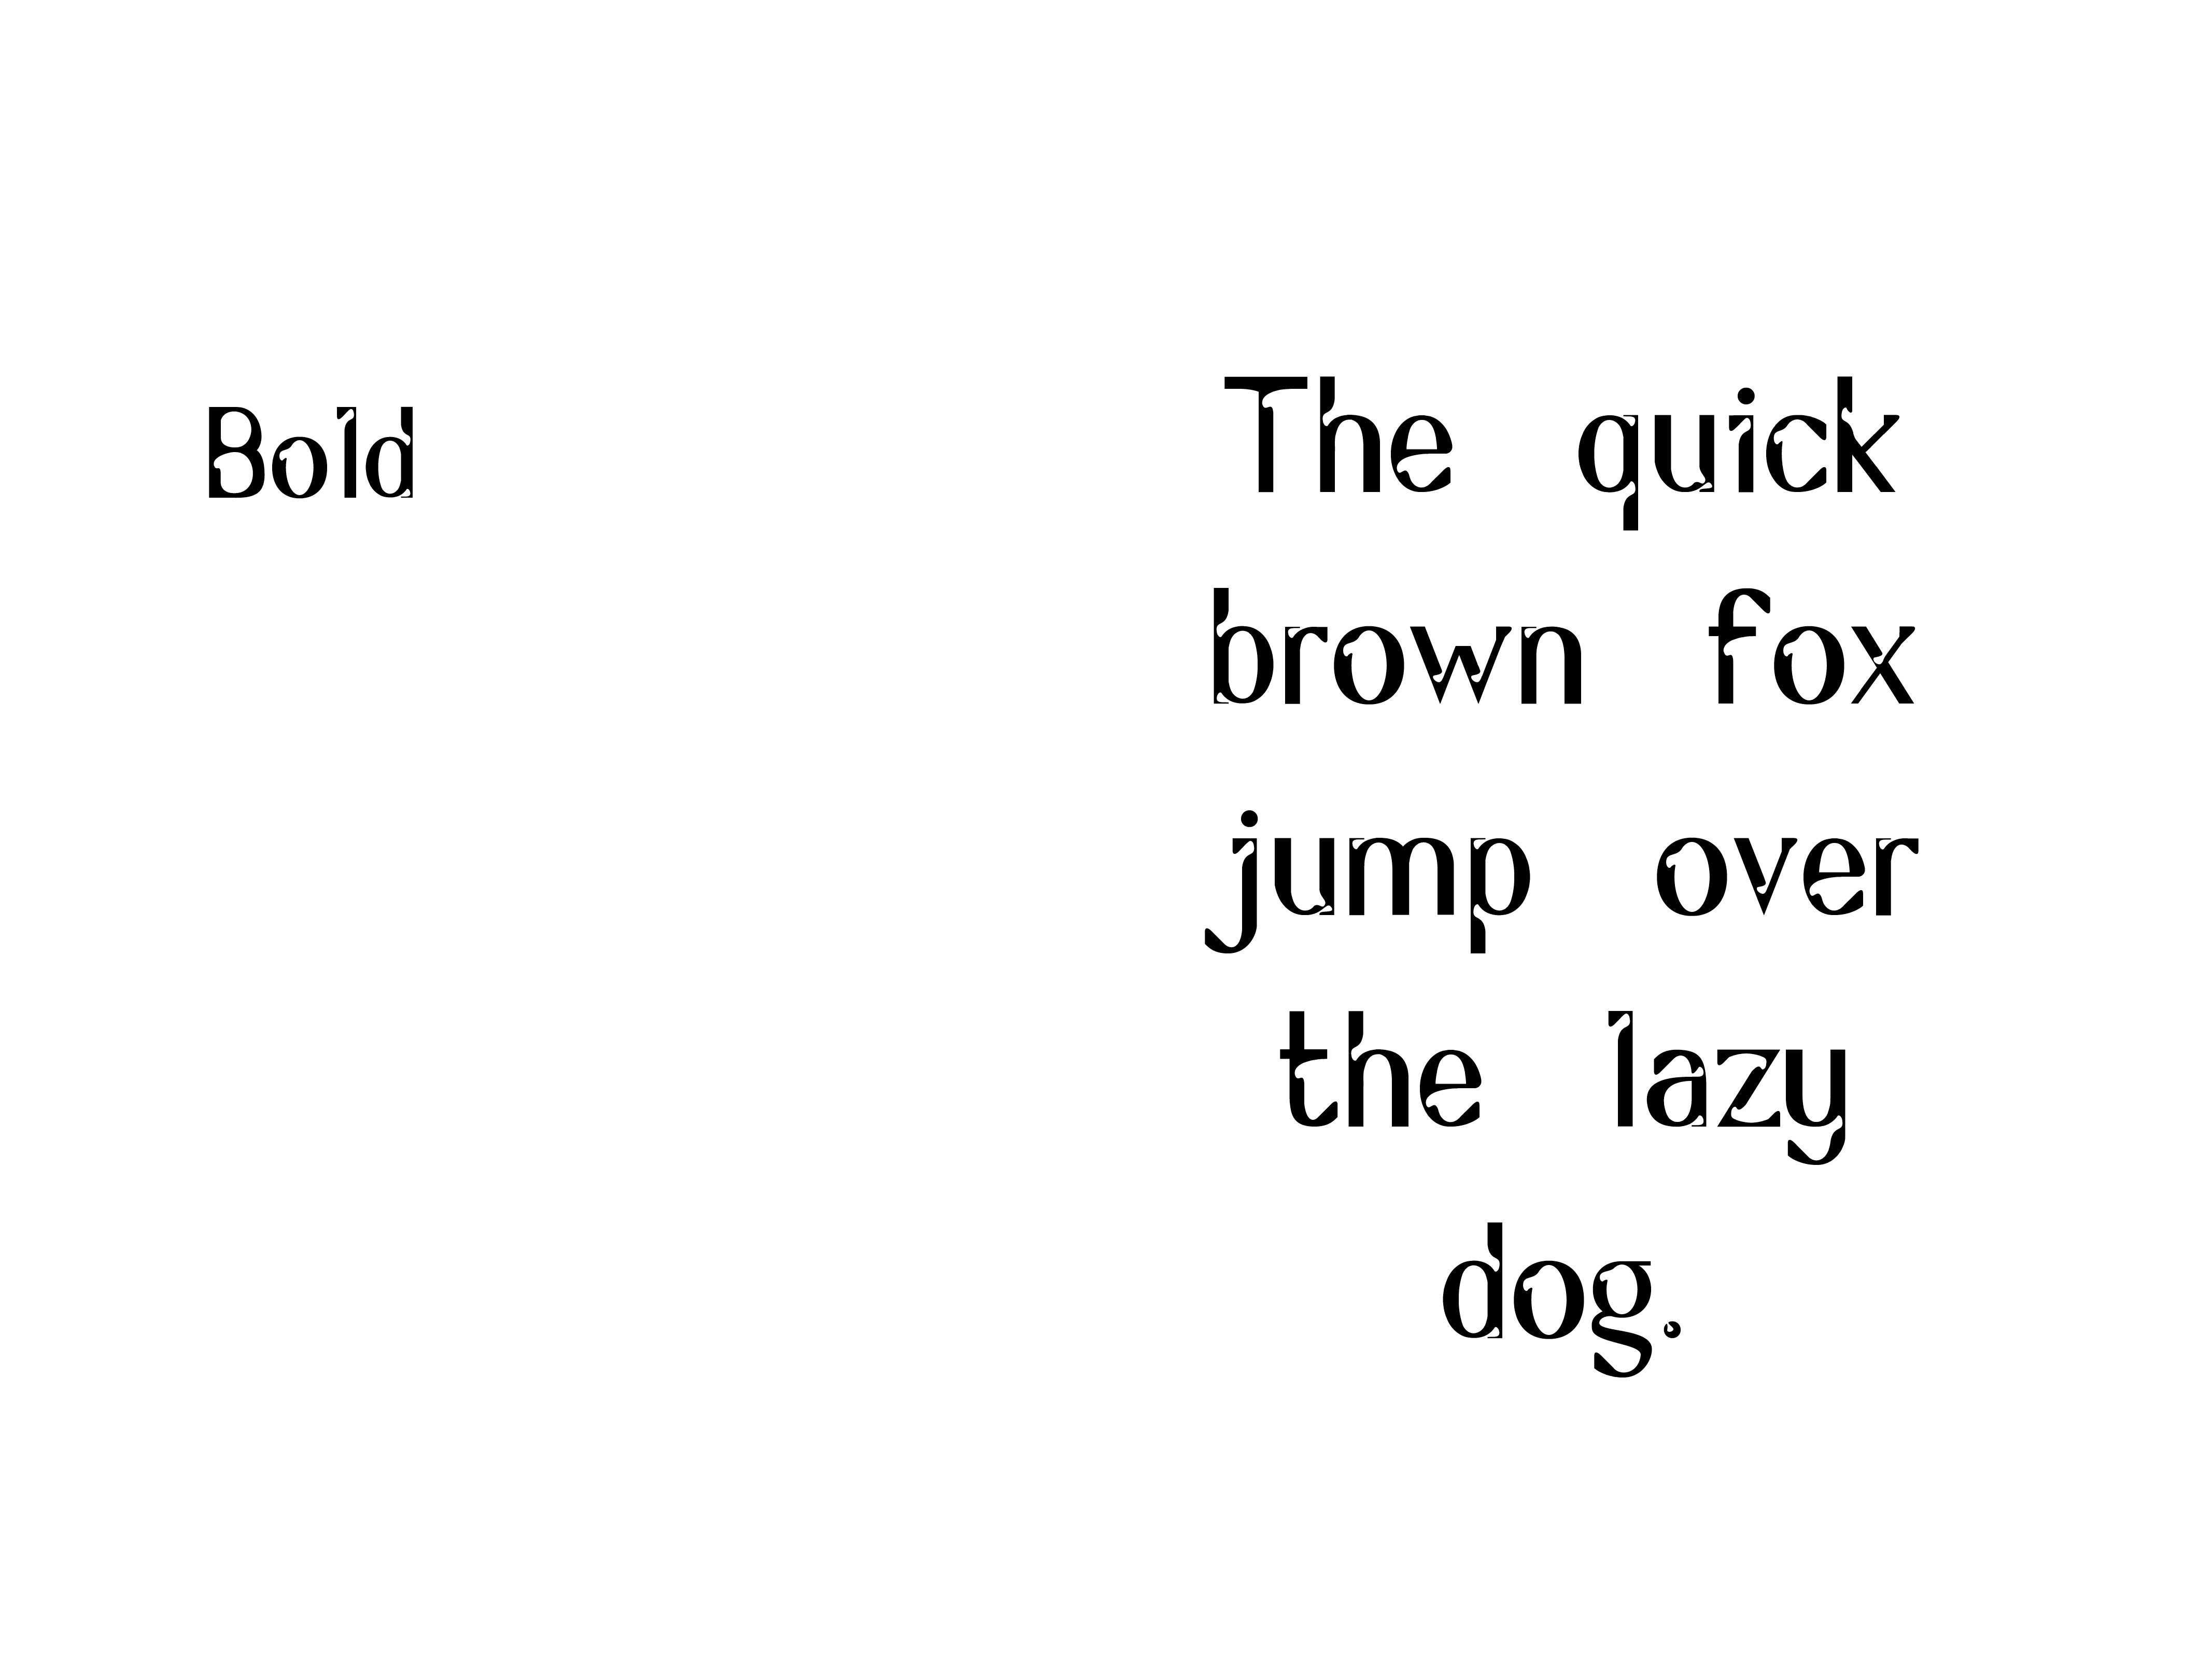 Bold
The quick
brown fox
jump over
the lazy
dog.